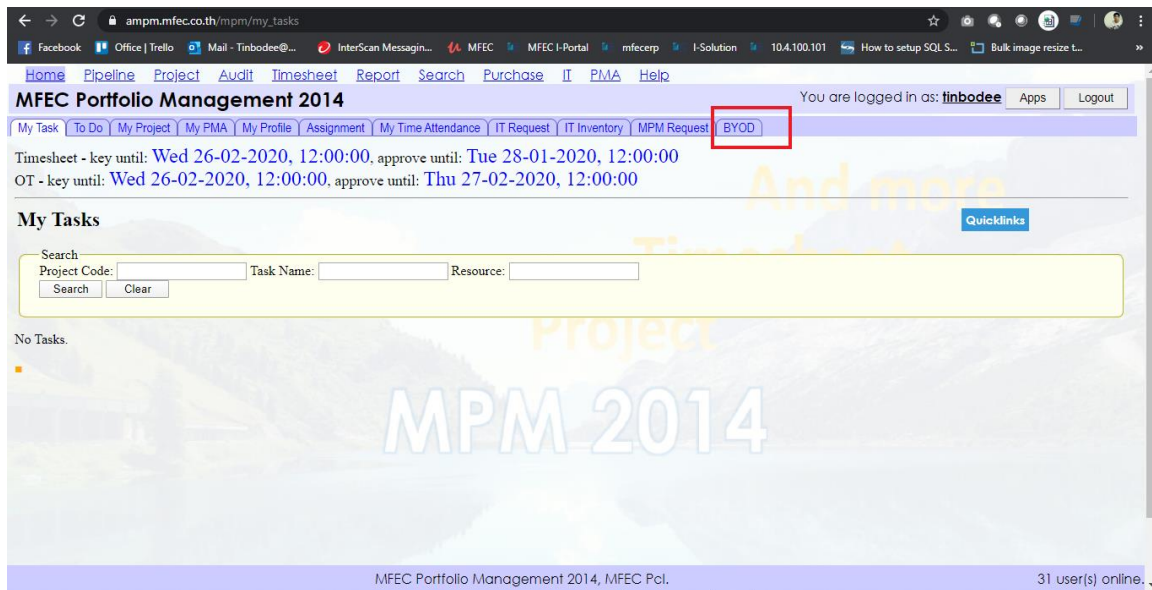 ampm.mfec.co.th/mpm/my_tasks
Facebook Office | Trello Mail - Tinbodee@... InterScan Messagin... MFEC MFEC I-Portal mfecerp I-Solution 10.4.100.101 How to setup SQL S... Bulk image resize t... »
Home Pipeline Project Audit Timesheet Report Search Purchase IT PMA Help
MFEC Portfolio Management 2014 You are logged in as: tinbodee Apps Logout
My Task To Do My Project My PMA My Profile Assignment My Time Attendance IT Request IT Inventory MPM Request BYOD
Timesheet - key until: Wed 26-02-2020, 12:00:00, approve until: Tue 28-01-2020, 12:00:00
OT - key until: Wed 26-02-2020, 12:00:00, approve until: Thu 27-02-2020, 12:00:00
And more
My Tasks Quicklinks
Timesheet
Search
Project Code: Task Name: Resource:
Search Clear
Project
No Tasks.
MPM 2014
MFEC Portfolio Management 2014, MFEC Pcl. 31 user(s) online.